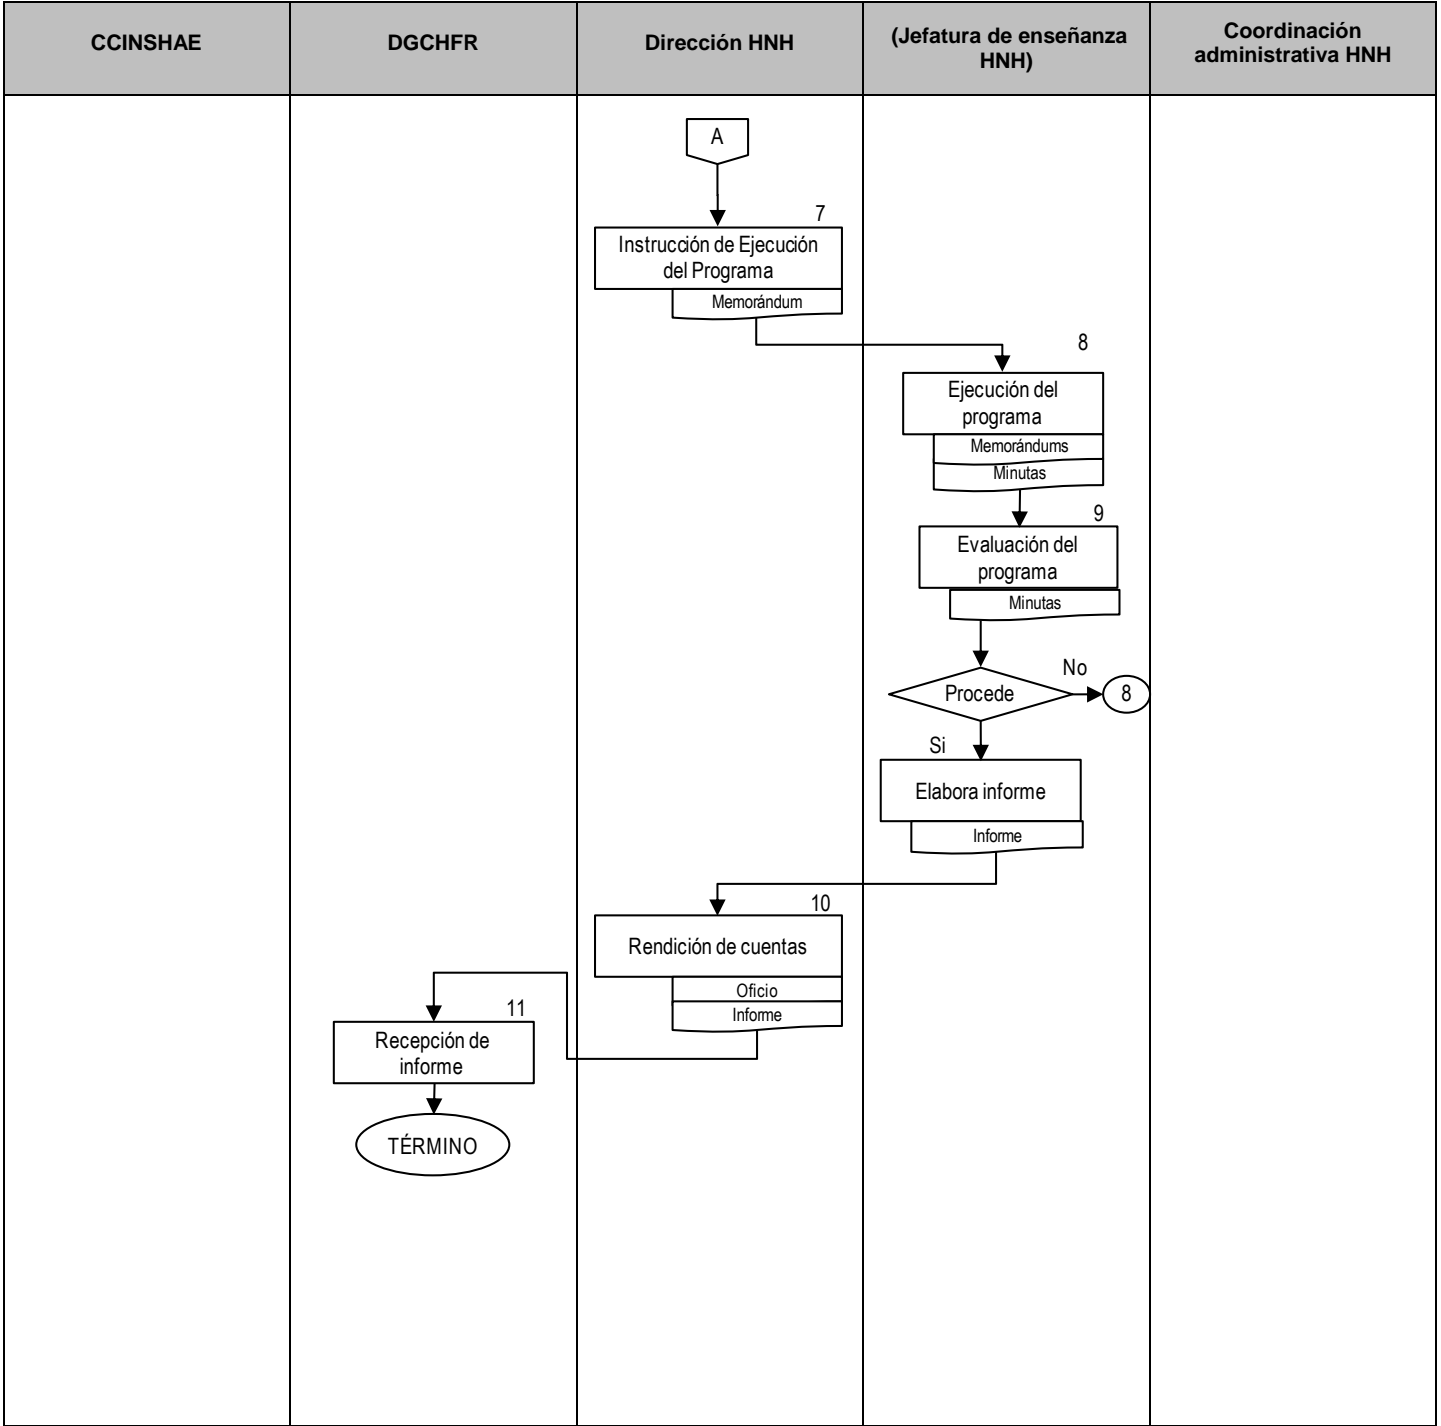 CCINSHAE
DGCHFR
Dirección HNH
(Jefatura de enseñanza
HNH)
Coordinación
administrativa HNH
A
7
Instrucción de Ejecución
del Programa
Memorándum
8
Ejecución del
programa
Memorándums
Minutas
9
Evaluación del
programa
Minutas
Procede
No
8
Si
Elabora informe
Informe
10
Rendición de cuentas
Oficio
Informe
11
Recepción de
informe
TÉRMINO